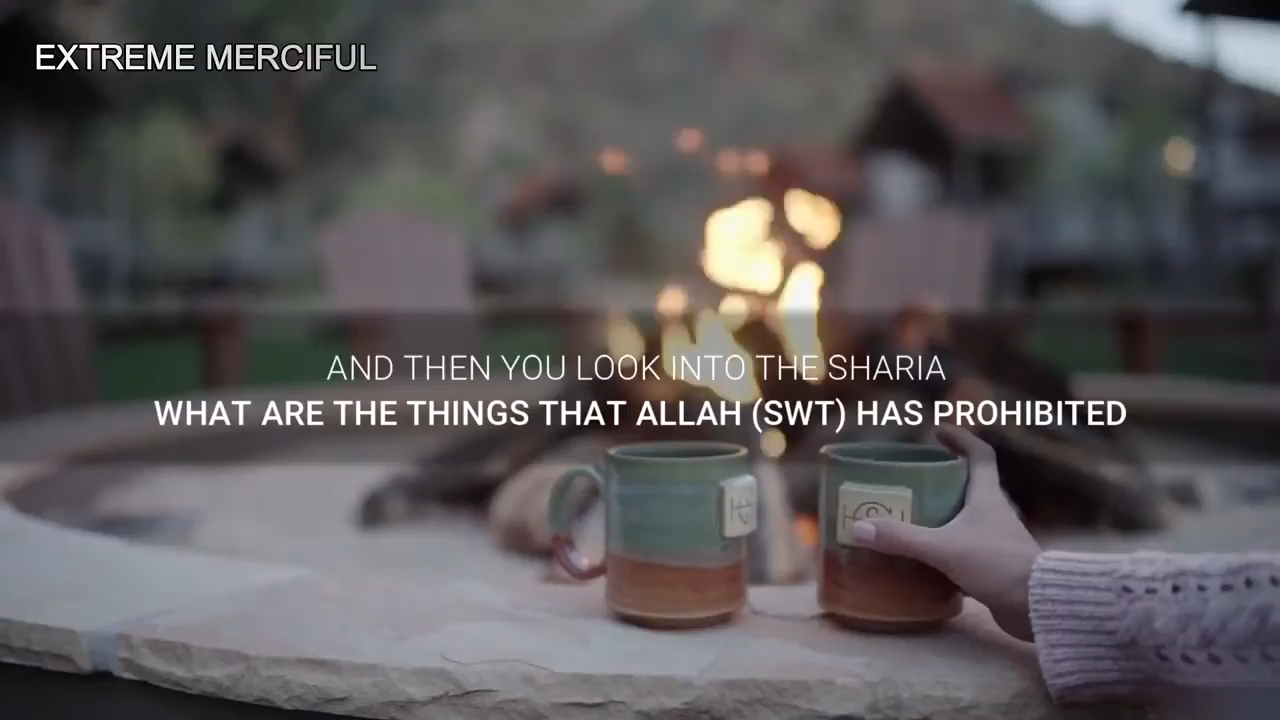 EXTREME MERCIFUL
AND THEN YOU LOOK INTO THE SHARIA
WHAT ARE THE THINGS THAT ALLAH (SWT) HAS PROHIBITED